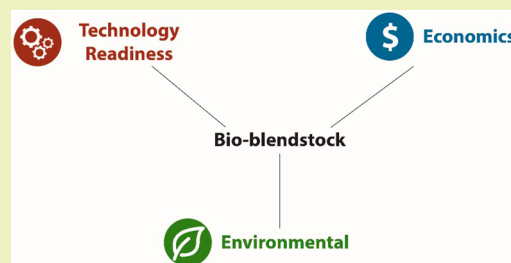 Technology
Readiness
$
Economics
Bio-blendstock
Environmental